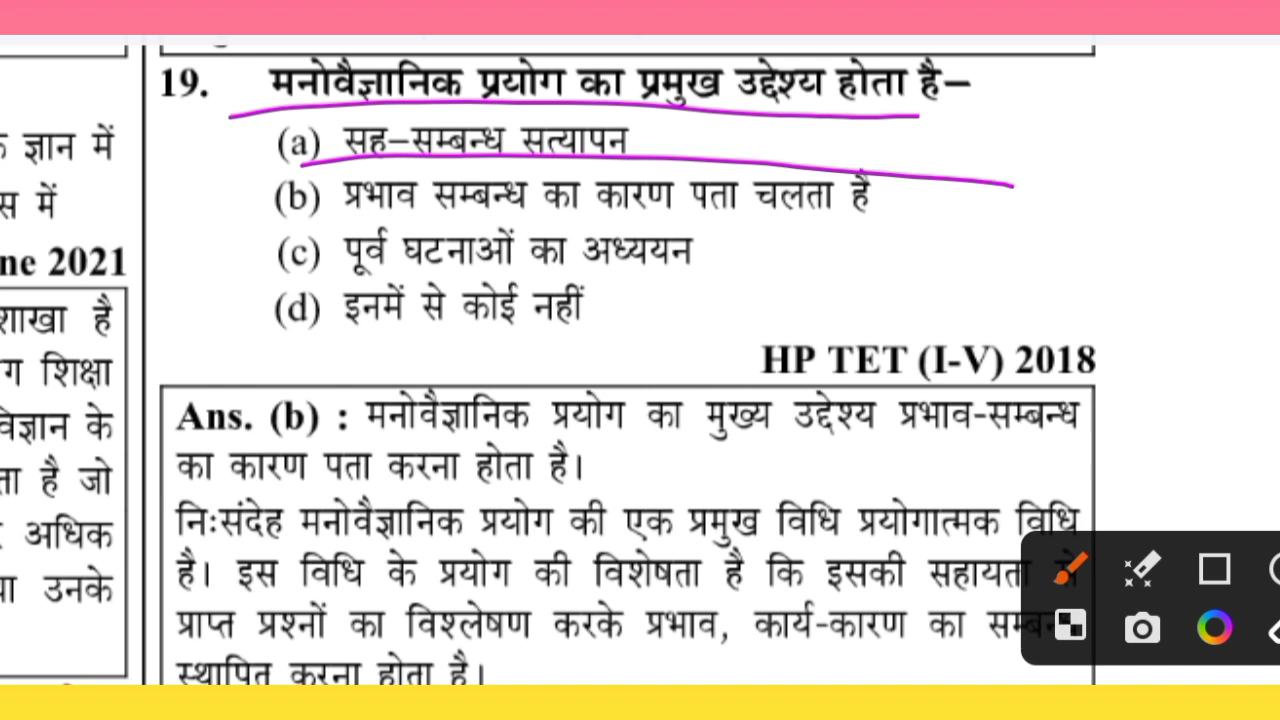 19. मनोवैज्ञानिक प्रयोग का प्रमुख उद्देश्य होता है–
(a) सह–सम्बन्ध सत्यापन
(b) प्रभाव सम्बन्ध का कारण पता चलता है
(c) पूर्व घटनाओं का अध्ययन
(d) इनमें से कोई नहीं
HP TET (I-V) 2018
Ans. (b) : मनोवैज्ञानिक प्रयोग का मुख्य उद्देश्य प्रभाव-सम्बन्ध
का कारण पता करना होता है।
निःसंदेह मनोवैज्ञानिक प्रयोग की एक प्रमुख विधि प्रयोगात्मक विधि
है। इस विधि के प्रयोग की विशेषता है कि इसकी सहायता से
प्राप्त प्रश्नों का विश्लेषण करके प्रभाव, कार्य-कारण का सम्बन्ध
स्थापित करना होता है।
ज्ञान में
में
2021
शाखा है
शिक्षा
के
है जो
अधिक
उनके